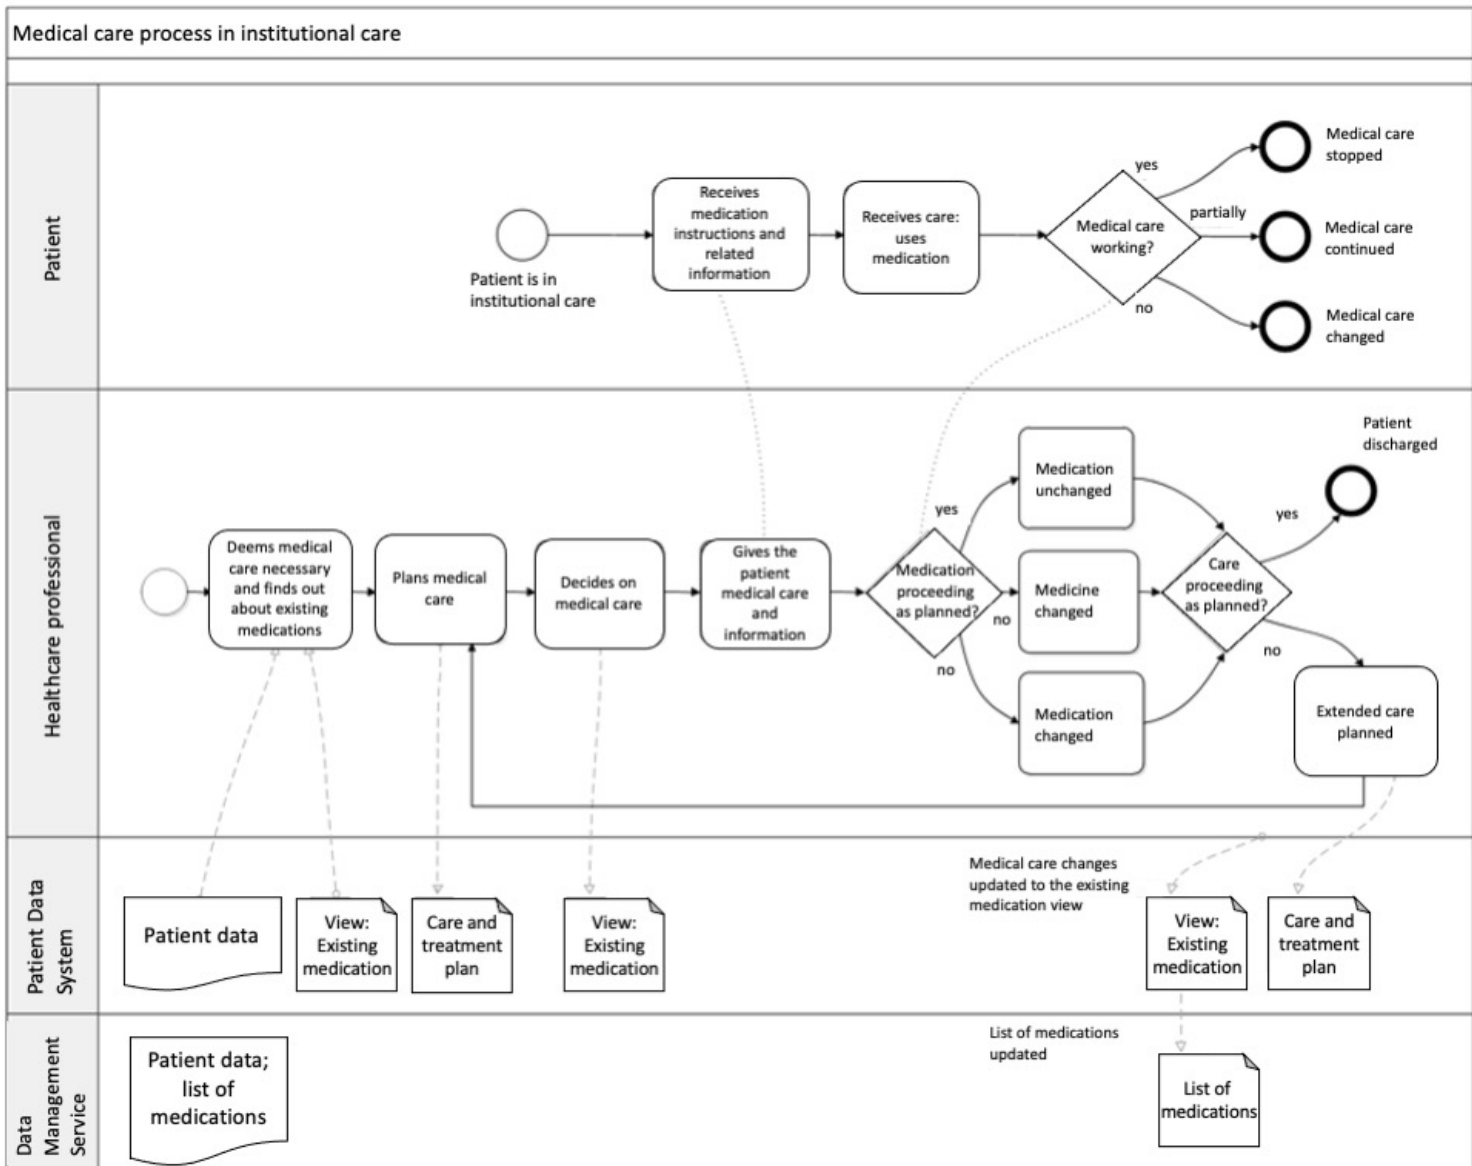 Medical care process in institutional care
Patient
Patient is in
institutional care
Receives
medication
instructions and
related
information
Receives care:
uses
medication
Medical care
working?
yes
partially
no
Medical care
stopped
Medical care
continued
Medical care
changed
Healthcare professional
Deems medical
care necessary
and finds out
about existing
medications
Plans medical
care
Decides on
medical care
Gives the
patient
medical care
and
information
Medication
proceeding
as planned?
yes
no
no
Medication
unchanged
Medicine
changed
Medication
changed
Care
proceeding
as planned?
yes
no
Patient
discharged
Extended care
planned
Patient Data
System
Patient data
View:
Existing
medication
Care and
treatment
plan
View:
Existing
medication
Medical care changes
updated to the existing
medication view
View:
Existing
medication
Care and
treatment
plan
Data
Management
Service
Patient data;
list of
medications
List of medications
updated
List of
medications